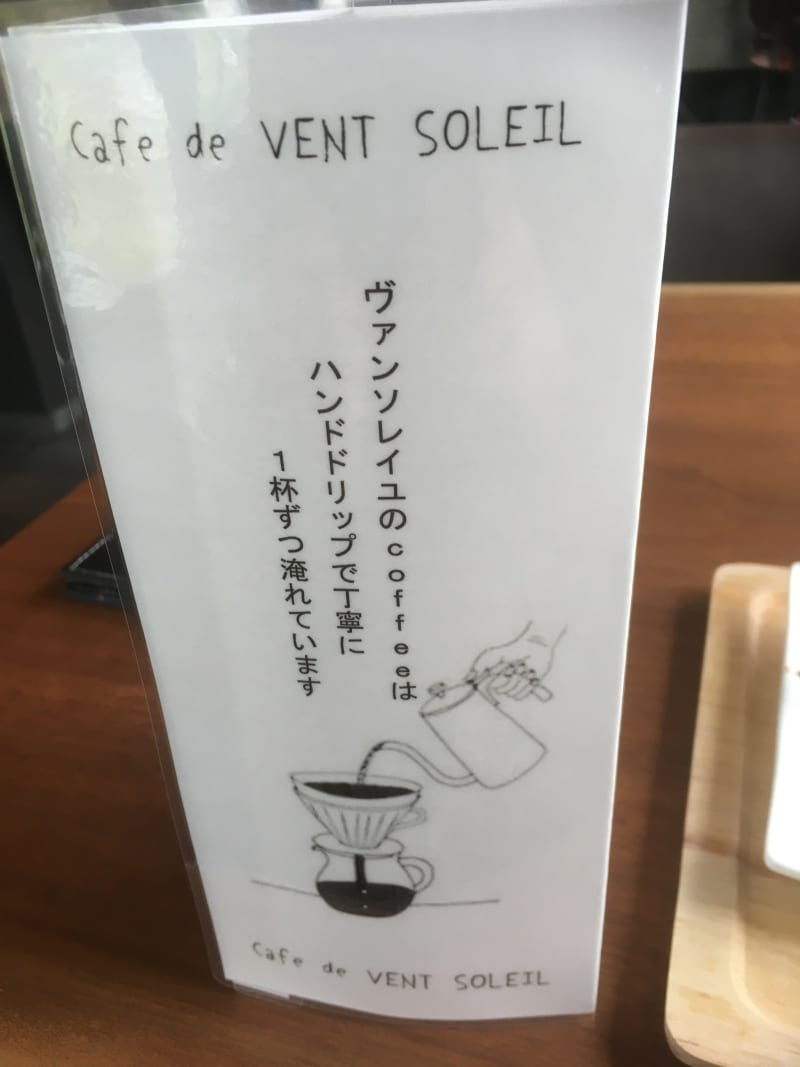 Cafe de VENT SOLEIL
ヴァンソレイユのcoffeeは
ハンドドリップで丁寧に
1杯ずつ淹れています
Cafe de VENT SOLEIL